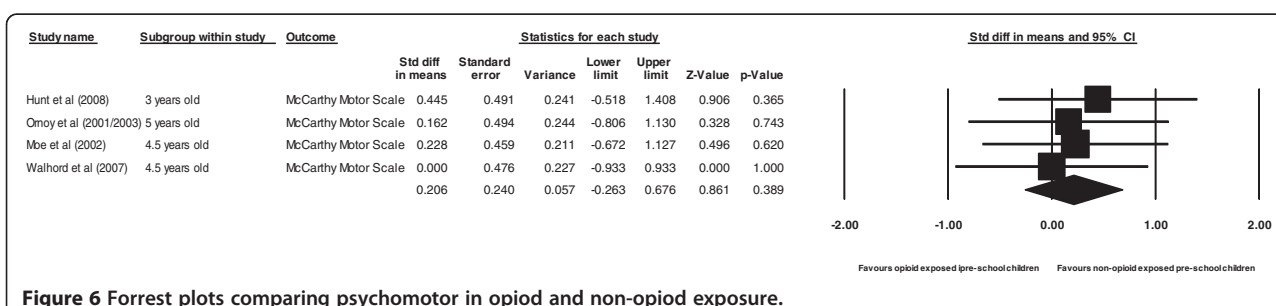 Study name Subgroup within study Outcome Statistics for each study Std diff in means and 95% CI
Std diff in means Standard error Variance Lower limit Upper limit Z-Value p-Value
Hunt et al (2008) 3 years old McCarthy Motor Scale 0.445 0.491 0.241 -0.518 1.408 0.906 0.365
Ornoy et al (2001/2003) 5 years old McCarthy Motor Scale 0.162 0.494 0.244 -0.806 1.130 0.328 0.743
Moe et al (2002) 4.5 years old McCarthy Motor Scale 0.228 0.459 0.211 -0.672 1.127 0.496 0.620
Walhord et al (2007) 4.5 years old McCarthy Motor Scale 0.000 0.476 0.227 -0.933 0.933 0.000 1.000
0.206 0.240 0.057 -0.263 0.676 0.861 0.389
-2.00 -1.00 0.00 1.00 2.00
Favours opioid exposed ipre-school children Favours non-opioid exposed pre-school children
Figure 6 Forrest plots comparing psychomotor in opiod and non-opiod exposure.